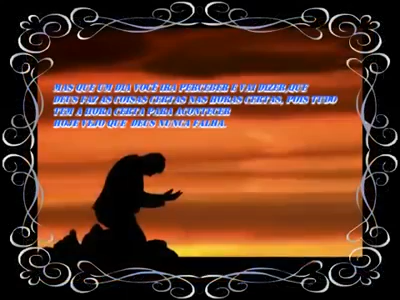 MAS QUE UM DIA VOCÊ IRA PERCEBER E VAI DIZER,QUE
DEUS FAZ AS COISAS CERTAS NAS HORAS CERTAS, POIS TUDO
TEM A HORA CERTA PARA ACONTECER
HOJE VEJO QUE DEUS NUNCA FALHA.